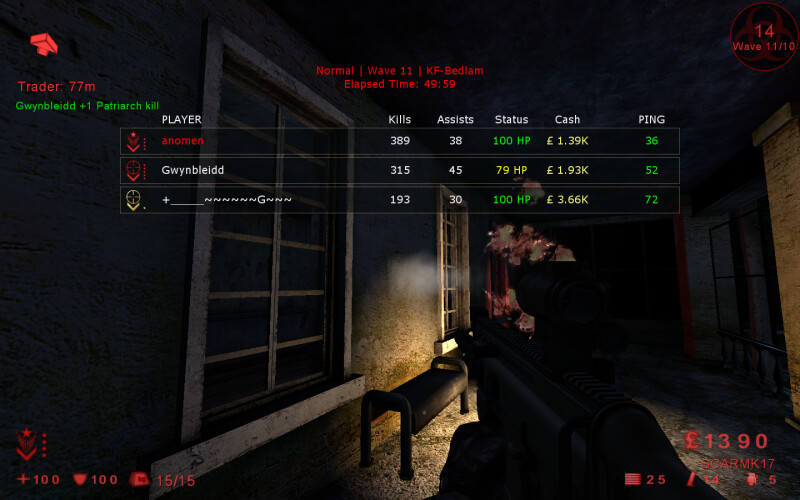 14
Wave 11/10
Normal | Wave 11 | KF-Bedlam
Elapsed Time: 49:59
Trader: 77m
Gwynbleidd +1 Patriarch kill
PLAYER Kills Assists Status Cash PING
anomen 389 38 100 HP £ 1.39K 36
Gwynbleidd 315 45 79 HP £ 1.93K 52
+_____~~~~~~G~~~ 193 30 100 HP £ 3.66K 72
£1390
SCARMK17
100 100 15/15 25 14 5